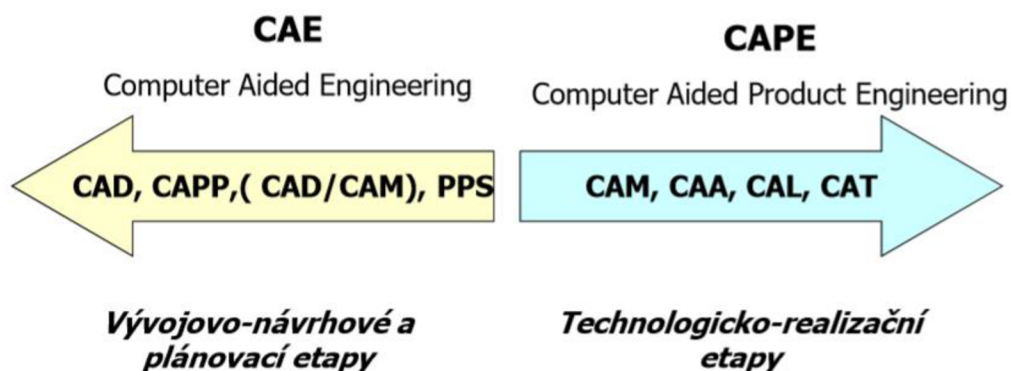 CAE
Computer Aided Engineering
CAD, CAPP,( CAD/CAM), PPS
Vývojovo-návrhové a
plánovací etapy
CAPE
Computer Aided Product Engineering
CAM, CAA, CAL, CAT
Technologicko-realizační
etapy